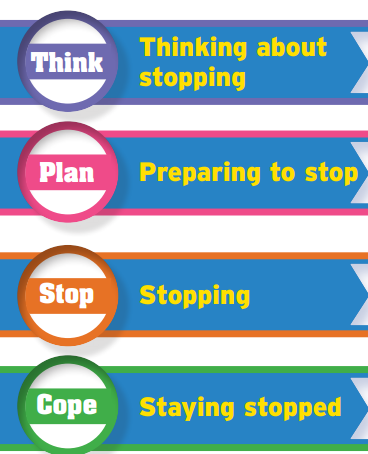 Think
Thinking about
stopping
Plan
Preparing to stop
Stop
Stopping
Cope
Staying stopped